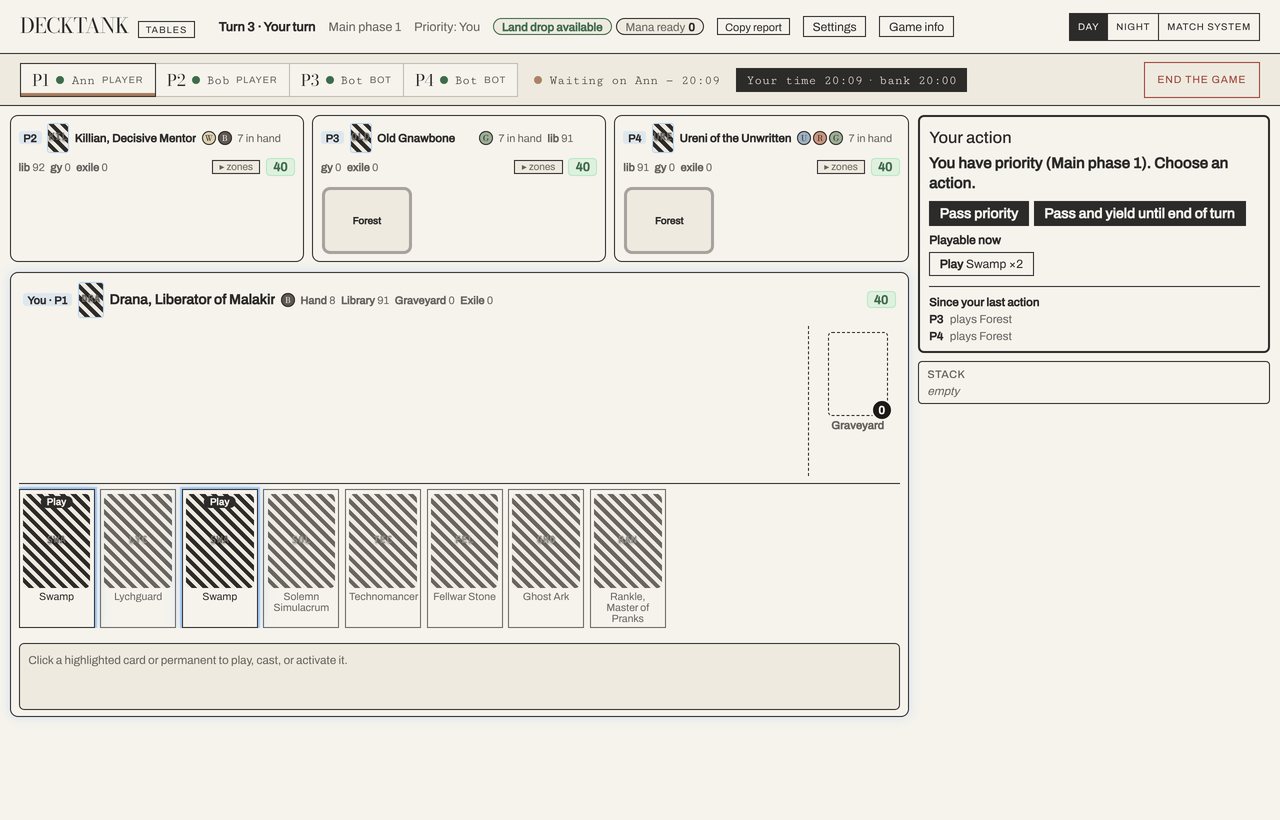 DECKTANK TABLES Turn 3 · Your turn Main phase 1 Priority: You Land drop available Mana ready 0 Copy report Settings Game info DAY NIGHT MATCH SYSTEM
P1 Ann PLAYER P2 Bob PLAYER P3 Bot BOT P4 Bot BOT Waiting on Ann — 20:09 Your time 20:09 · bank 20:00 END THE GAME
P2 Killian, Decisive Mentor W B 7 in hand
lib 92 gy 0 exile 0 ▸ zones 40
P3 Old Gnawbone G 7 in hand lib 91
gy 0 exile 0 ▸ zones 40
Forest
P4 Ureni of the Unwritten U R G 7 in hand
lib 91 gy 0 exile 0 ▸ zones 40
Forest
You · P1 Drana, Liberator of Malakir B Hand 8 Library 91 Graveyard 0 Exile 0 40
0
Graveyard
Play
Swamp
Lychguard
Play
Swamp
Solemn
Simulacrum
Technomancer
Fellwar Stone
Ghost Ark
Rankle,
Master of
Pranks
Click a highlighted card or permanent to play, cast, or activate it.
Your action
You have priority (Main phase 1). Choose an
action.
Pass priority Pass and yield until end of turn
Playable now
Play Swamp ×2
Since your last action
P3 plays Forest
P4 plays Forest
STACK
empty